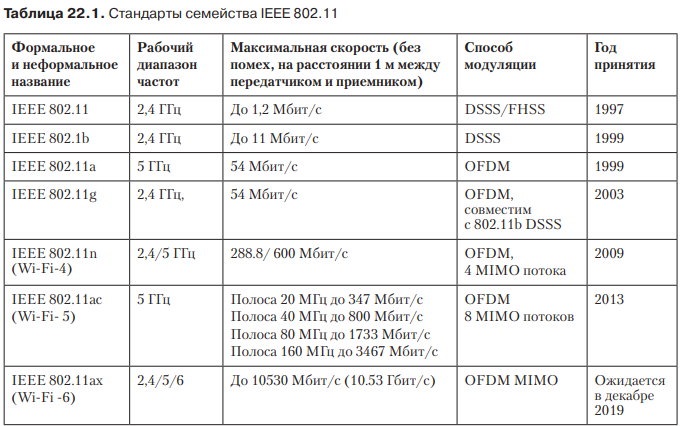 Таблица 22.1. Стандарты семейства IEEE 802.11
Формальное
и неформальное
название
Рабочий
диапазон
частот
Максимальная скорость (без
помех, на расстоянии 1 м между
передатчиком и приемником)
Способ
модуляции
Год
принятия
IEEE 802.11
2,4 ГГц
До 1,2 Мбит/с
DSSS/FHSS
1997
IEEE 802.1b
2,4 ГГц
До 11 Мбит/с
DSSS
1999
IEEE 802.11a
5 ГГц
54 Мбит/с
OFDM
1999
IEEE 802.11g
2,4 ГГц,
54 Мбит/с
OFDM,
совместим
с 802.11b DSSS
2003
IEEE 802.11n
(Wi-Fi-4)
2,4/5 ГГц
288.8/ 600 Мбит/с
OFDM,
4 MIMO потока
2009
IEEE 802.11ac
(Wi-Fi- 5)
5 ГГц
Полоса 20 МГц до 347 Мбит/с
Полоса 40 МГц до 800 Мбит/с
Полоса 80 МГц до 1733 Мбит/с
Полоса 160 МГц до 3467 Мбит/с
OFDM
8 MIMO потоков
2013
IEEE 802.11ax
(Wi-Fi -6)
2,4/5/6
До 10530 Мбит/с (10.53 Гбит/с)
OFDM MIMO
Ожидается
в декабре
2019